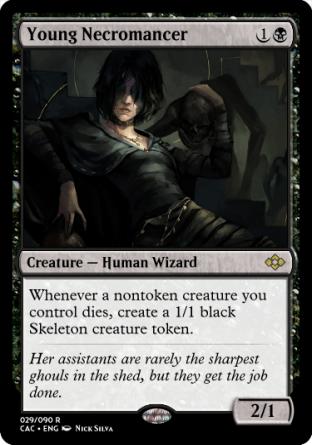 Young Necromancer 1
Creature — Human Wizard
Whenever a nontoken creature you
control dies, create a 1/1 black
Skeleton creature token.
Her assistants are rarely the sharpest
ghouls in the shed, but they get the job
done.
029/090 R
CAC • ENG Nick Silva
2/1